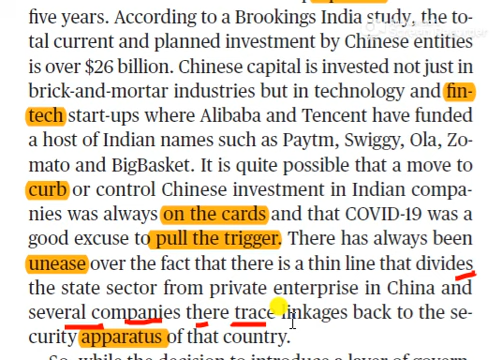 five years. According to a Brookings India study, the to-
tal current and planned investment by Chinese entities
is over $26 billion. Chinese capital is invested not just in
brick-and-mortar industries but in technology and fin-
tech start-ups where Alibaba and Tencent have funded
a host of Indian names such as Paytm, Swiggy, Ola, Zo-
mato and BigBasket. It is quite possible that a move to
curb or control Chinese investment in Indian compa-
nies was always on the cards and that COVID-19 was a
good excuse to pull the trigger. There has always been
unease over the fact that there is a thin line that divides
the state sector from private enterprise in China and
several companies there trace linkages back to the se-
curity apparatus of that country.